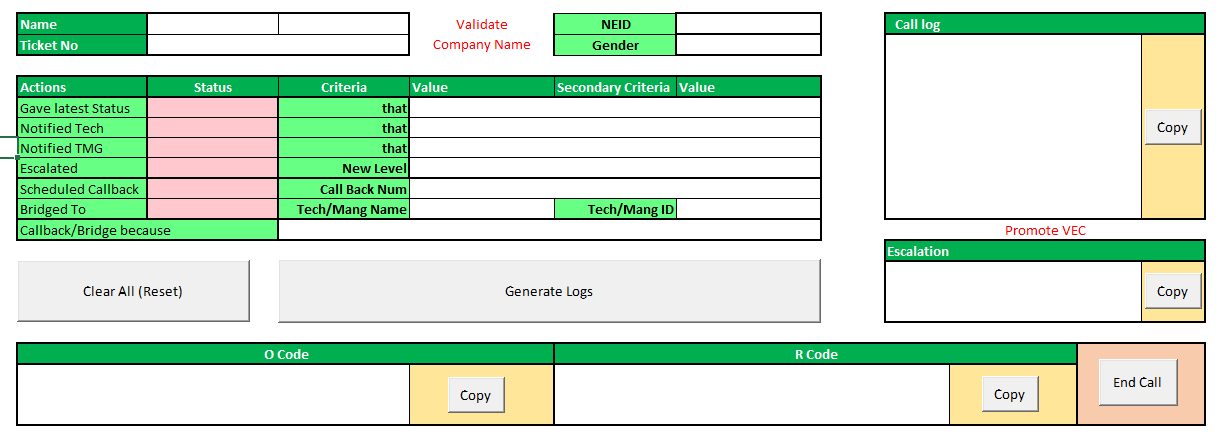 Name
Validate
NEID
Call log
Ticket No
Company Name
Gender
Actions Status Criteria Value Secondary Criteria Value
Gave latest Status that
Notified Tech that
Copy
Notified TMG that
Escalated New Level
Scheduled Callback Call Back Num
Bridged To Tech/Mang Name Tech/Mang ID
Callback/Bridge because
Promote VEC
Escalation
Clear All (Reset)
Generate Logs
Copy
O Code
R Code
Copy
Copy
End Call